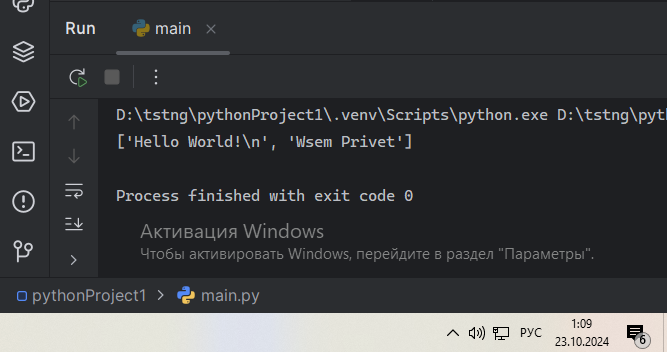 Run
main
D:\tstng\pythonProject1\.venv\Scripts\python.exe D:\tstng\pyth
['Hello World!\n', 'Wsem Privet']
Process finished with exit code 0
Активация Windows
Чтобы активировать Windows, перейдите в раздел "Параметры".
pythonProject1 > main.py
РУС
1:09
23.10.2024
6